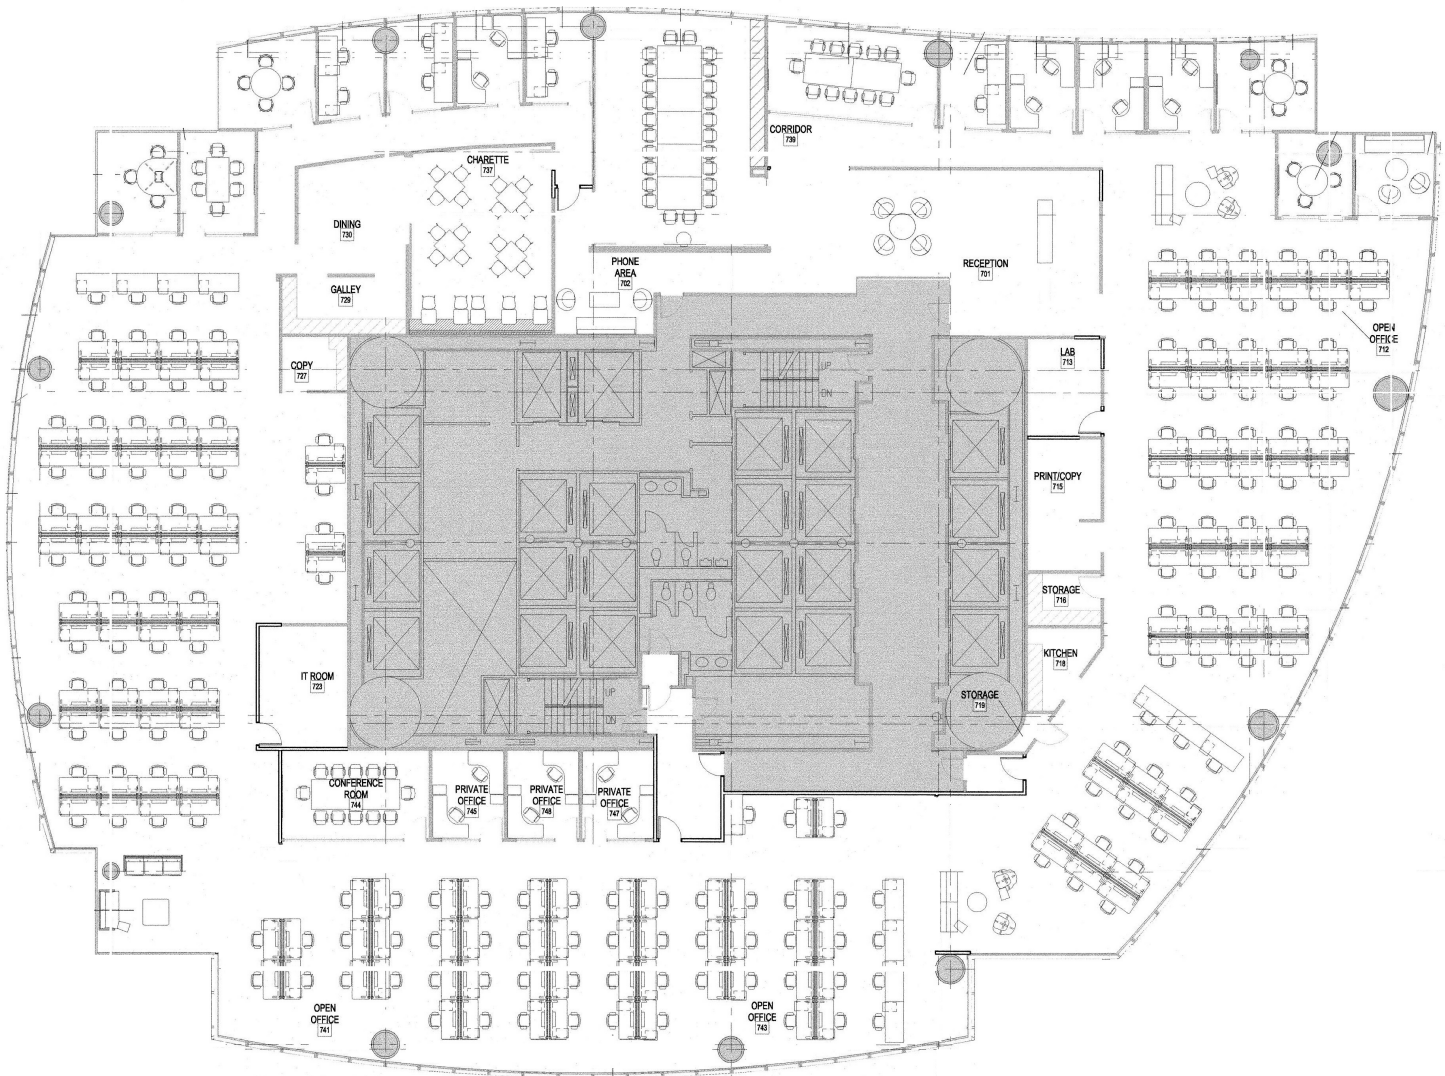 CORRIDOR
739
CHARETTE
737
DINING
730
PHONE
AREA
702
RECEPTION
701
GALLEY
729
OPEN
OFFICE
712
COPY
727
LAB
713
UP
DN
PRINT/COPY
715
STORAGE
716
KITCHEN
718
IT ROOM
723
STORAGE
719
UP
DN
CONFERENCE
ROOM
744
PRIVATE
OFFICE
745
PRIVATE
OFFICE
748
PRIVATE
OFFICE
747
OPEN
OFFICE
741
OPEN
OFFICE
743